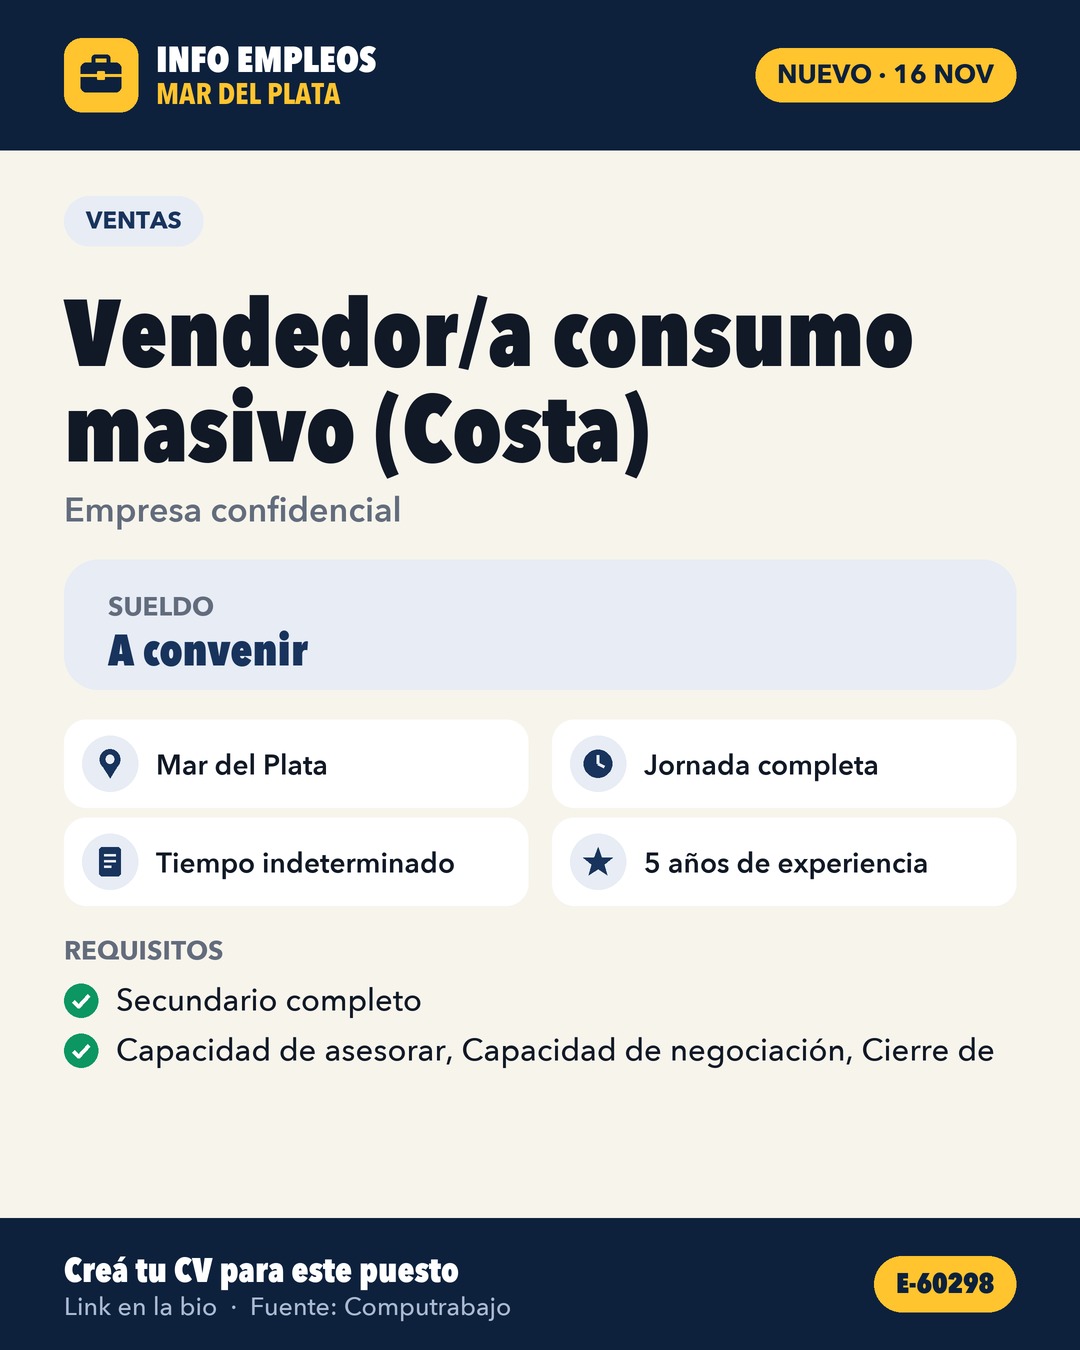 INFO EMPLEOS
MAR DEL PLATA
NUEVO · 16 NOV
VENTAS
Vendedor/a consumo
masivo (Costa)
Empresa confidencial
SUELDO
A convenir
Mar del Plata
Jornada completa
Tiempo indeterminado
5 años de experiencia
REQUISITOS
Secundario completo
Capacidad de asesorar, Capacidad de negociación, Cierre de
Creá tu CV para este puesto
Link en la bio · Fuente: Computrabajo
E-60298